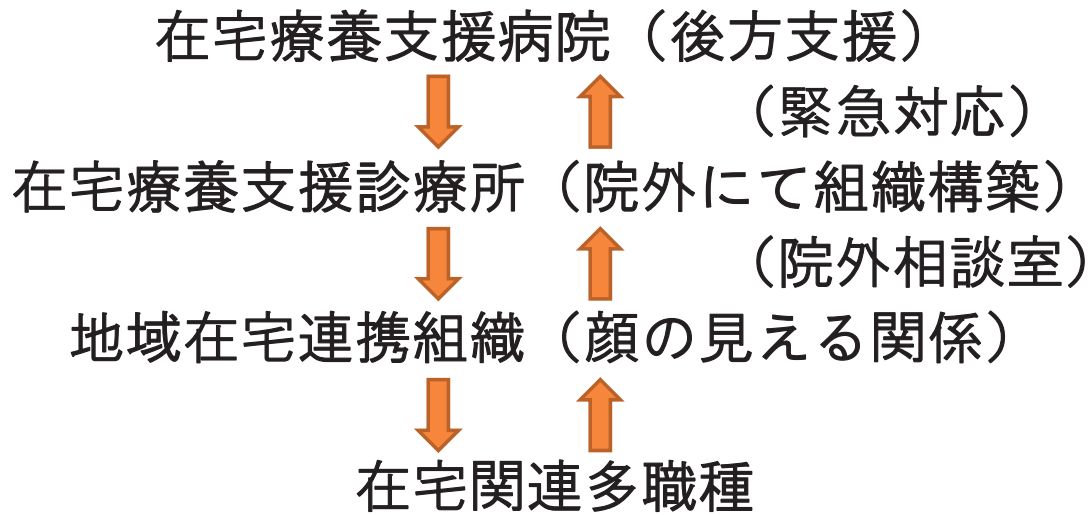 在宅療養支援病院（後方支援）
（緊急対応）
在宅療養支援診療所（院外にて組織構築）
（院外相談室）
地域在宅連携組織（顔の見える関係）
在宅関連多職種